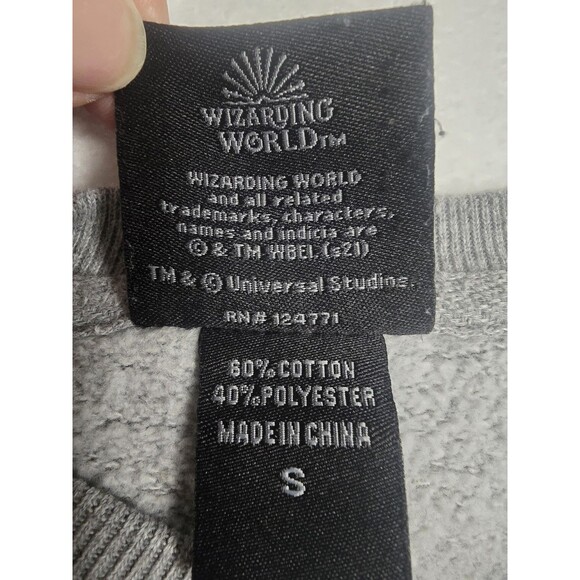 WIZARDING
WORLD™
WIZARDING WORLD
and all related
trademarks, characters,
names and indicia are
© & TM WBEI. (s21)
TM & © Universal Studios.
RN# 124771
60% COTTON
40% POLYESTER
MADE IN CHINA
S